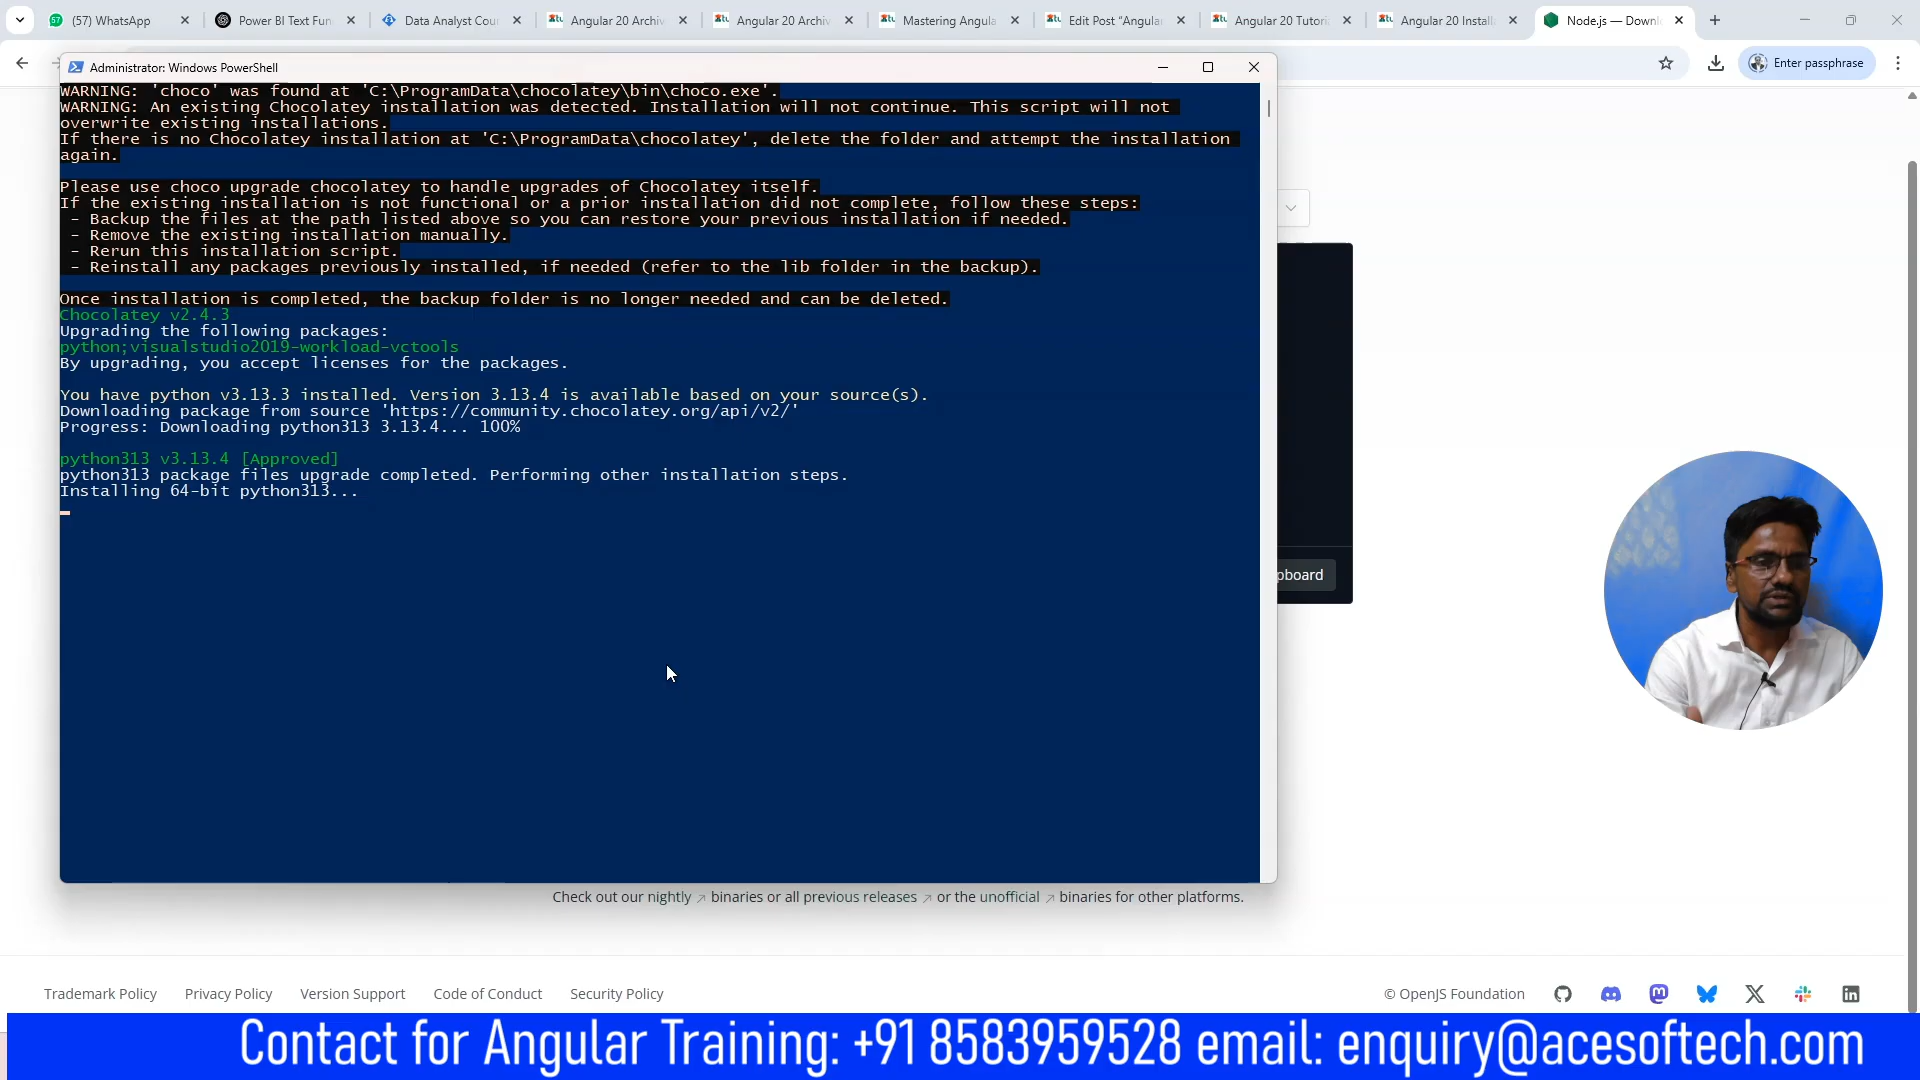 (57) WhatsApp
Power BI Text Fun
Data Analyst Cou
Angular 20 Archiv
Angular 20 Archiv
Mastering Angula
Edit Post "Angula
Angular 20 Tutori
Angular 20 Install
Node.js — Downl
Enter passphrase
Administrator: Windows PowerShell
WARNING: 'choco' was found at 'C:\ProgramData\chocolatey\bin\choco.exe'.
WARNING: An existing Chocolatey installation was detected. Installation will not continue. This script will not
overwrite existing installations.
If there is no Chocolatey installation at 'C:\ProgramData\chocolatey', delete the folder and attempt the installation
again.
Please use choco upgrade chocolatey to handle upgrades of Chocolatey itself.
If the existing installation is not functional or a prior installation did not complete, follow these steps:
- Backup the files at the path listed above so you can restore your previous installation if needed.
- Remove the existing installation manually.
- Rerun this installation script.
- Reinstall any packages previously installed, if needed (refer to the lib folder in the backup).
Once installation is completed, the backup folder is no longer needed and can be deleted.
Chocolatey v2.4.3
Upgrading the following packages:
python;visualstudio2019-workload-vctools
By upgrading, you accept licenses for the packages.
You have python v3.13.3 installed. Version 3.13.4 is available based on your source(s).
Downloading package from source 'https://community.chocolatey.org/api/v2/'
Progress: Downloading python313 3.13.4... 100%
python313 v3.13.4 [Approved]
python313 package files upgrade completed. Performing other installation steps.
Installing 64-bit python313...
pboard
Check out our nightly ↗ binaries or all previous releases ↗ or the unofficial ↗ binaries for other platforms.
Trademark Policy Privacy Policy Version Support Code of Conduct Security Policy © OpenJS Foundation
Contact for Angular Training: +91 8583959528 email: enquiry@acesoftech.com